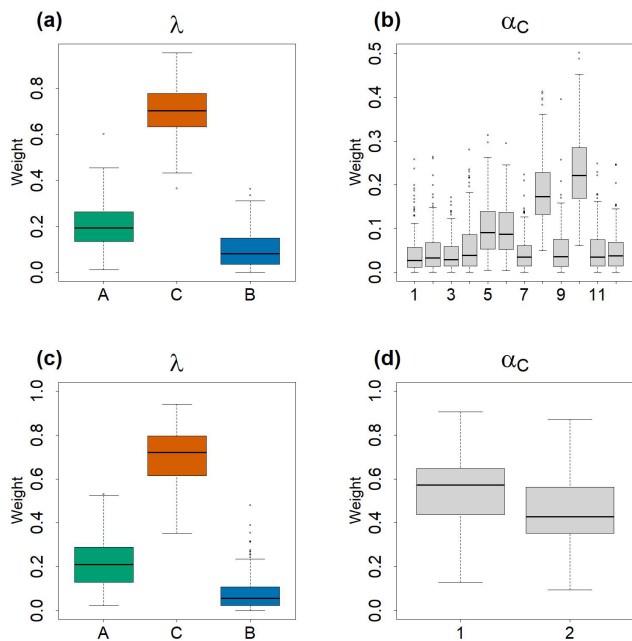 (a)
λ
Weight
0.0 0.2 0.4 0.6 0.8
A C B
(b)
αC
Weight
0.0 0.1 0.2 0.3 0.4 0.5
1 3 5 7 9 11
(c)
λ
Weight
0.0 0.2 0.4 0.6 0.8 1.0
A C B
(d)
αC
Weight
0.0 0.2 0.4 0.6 0.8 1.0
1 2